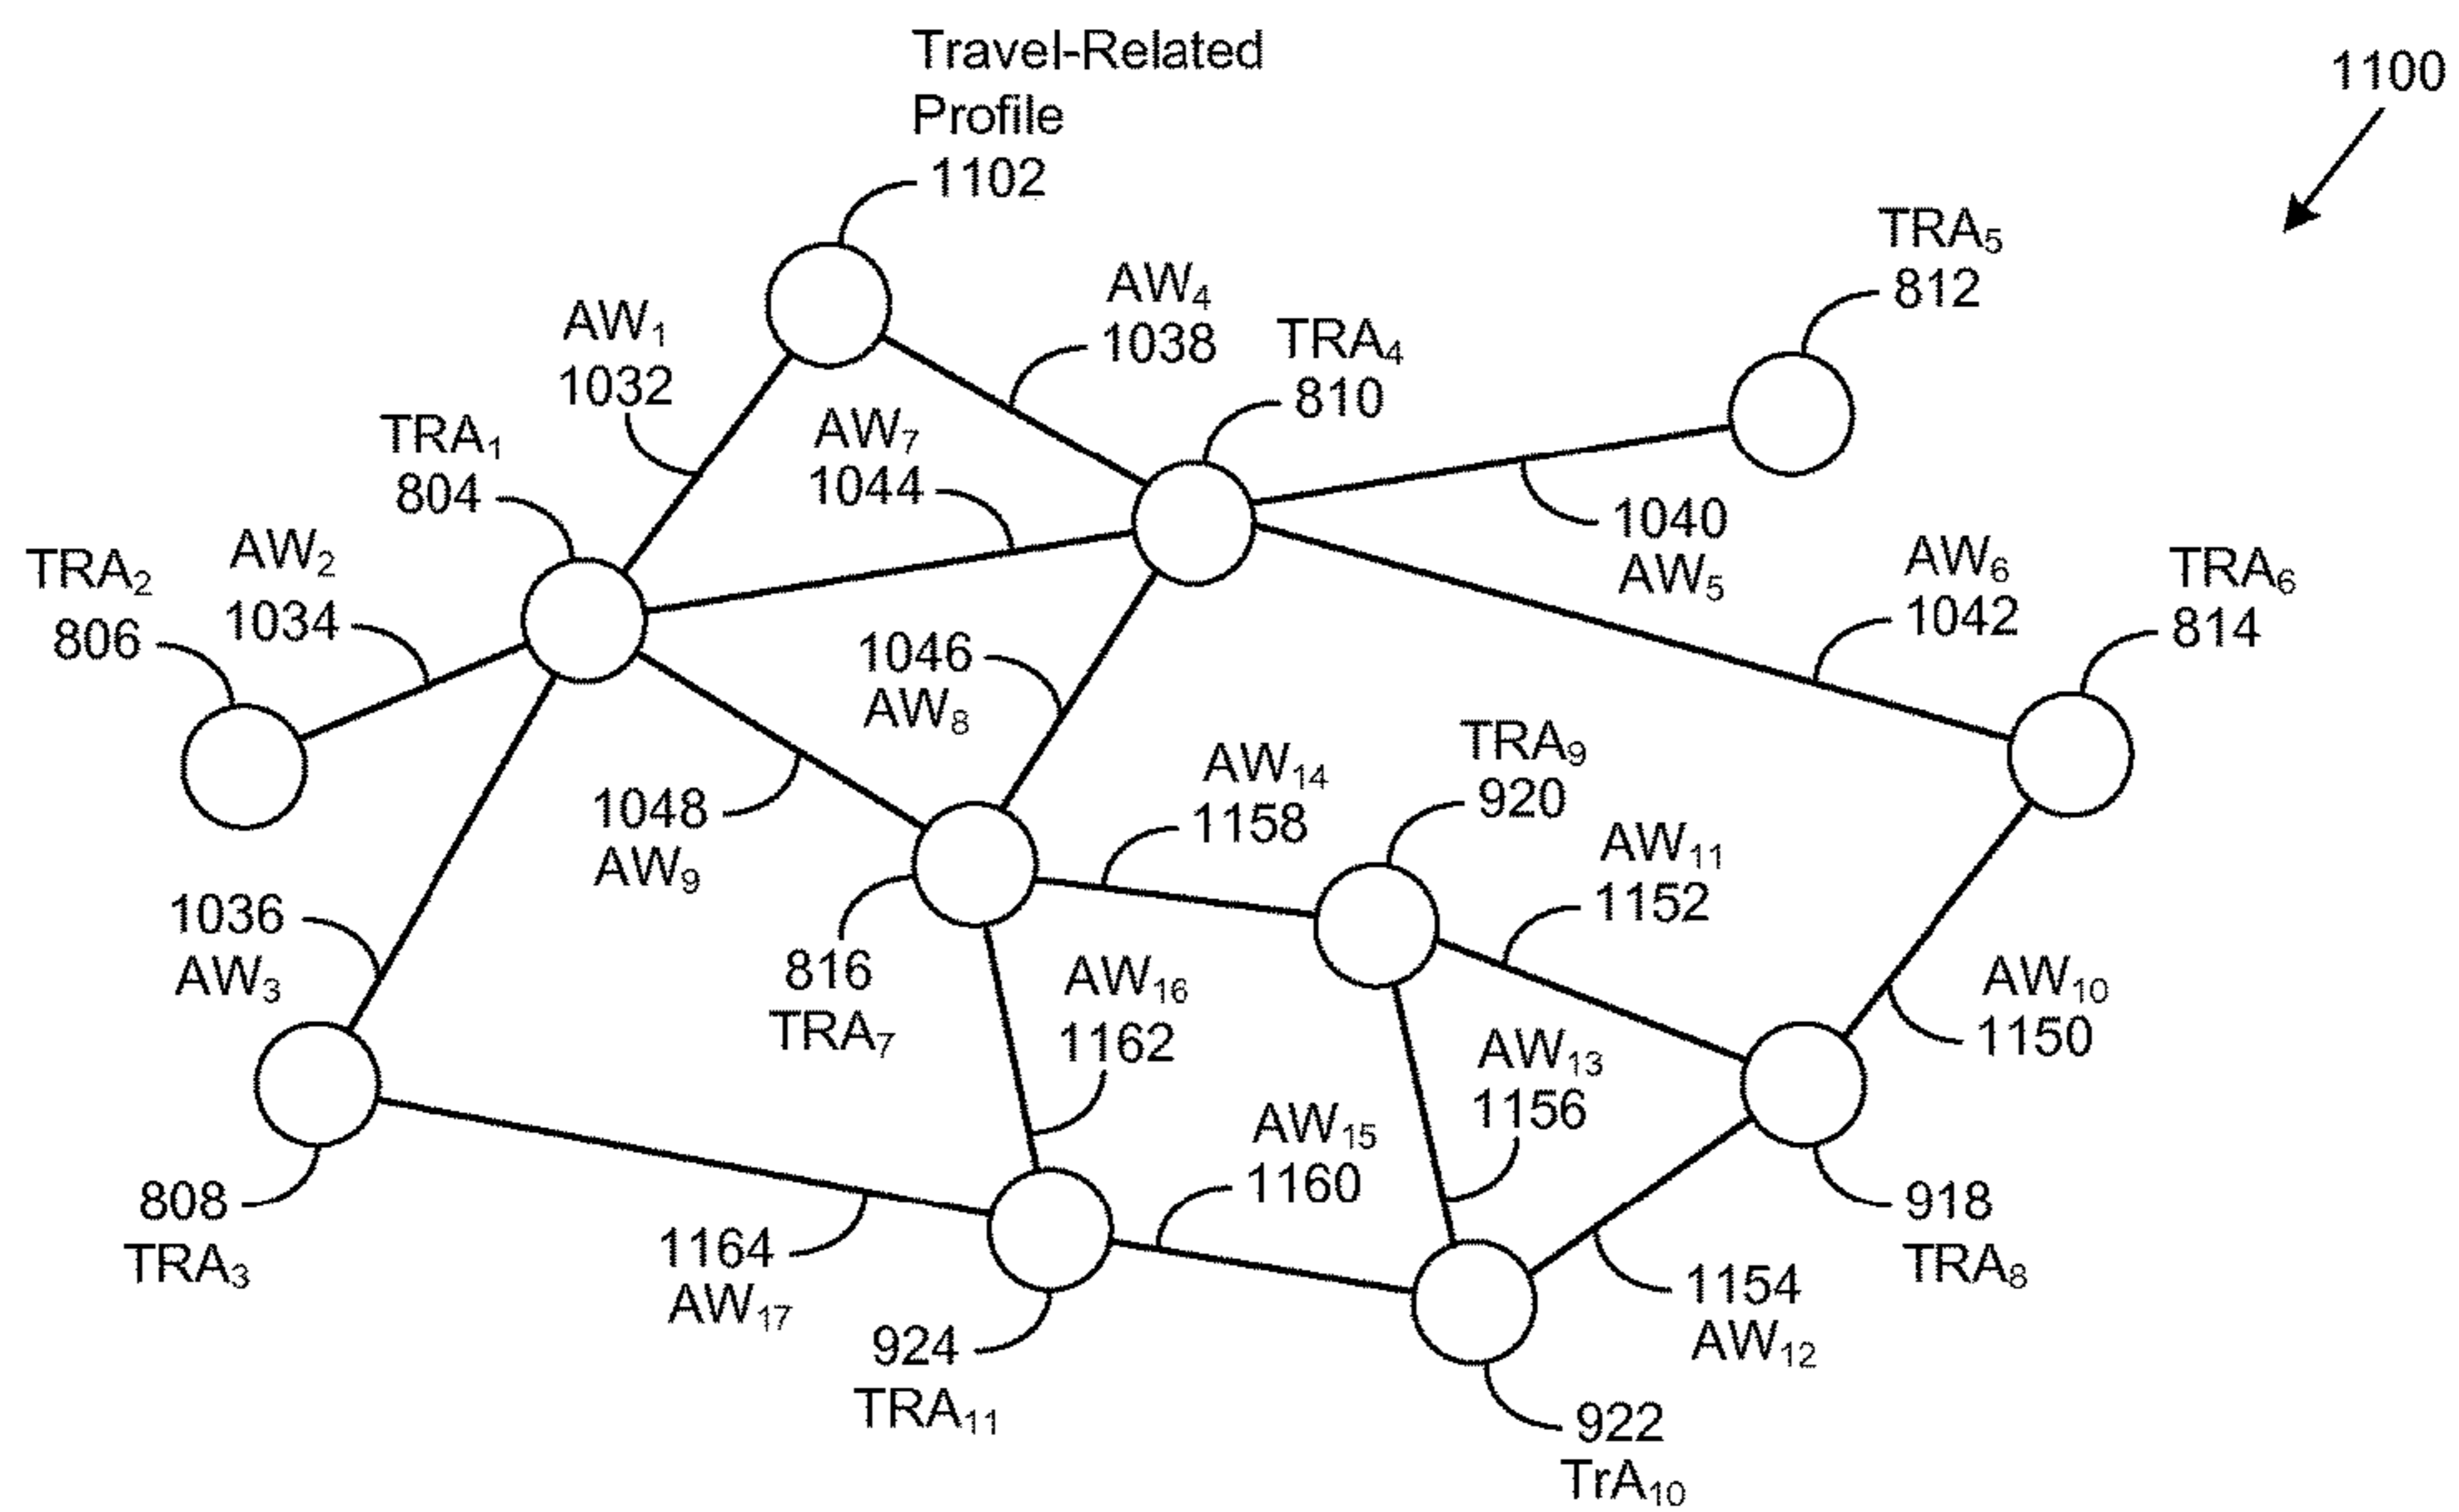 Travel-Related
Profile
1102
1100
TRA₅
812
AW₄
1038
AW₁
1032
TRA₄
810
TRA₁
804
AW₇
1044
1040
AW₅
AW₆
1042
TRA₆
814
TRA₂
806
AW₂
1034
1046
AW₈
1048
AW₉
AW₁₄
1158
TRA₉
920
AW₁₁
1152
1036
AW₃
816
TRA₇
AW₁₆
1162
AW₁₀
1150
AW₁₃
1156
AW₁₅
1160
808
TRA₃
1164
AW₁₇
918
TRA₈
1154
AW₁₂
924
TRA₁₁
922
TrA₁₀